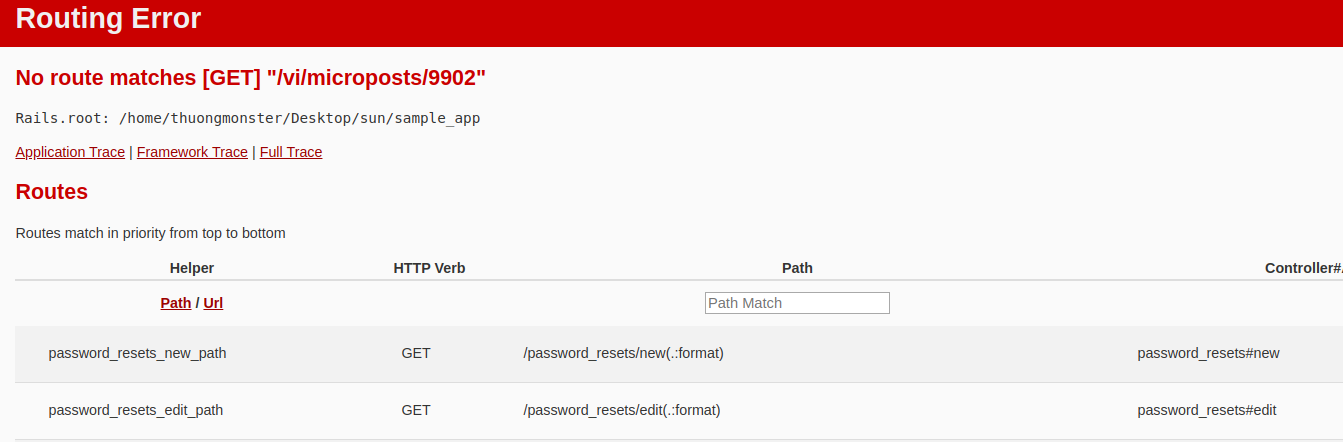 Routing Error
No route matches [GET] "/vi/microposts/9902"
Rails.root: /home/thuongmonster/Desktop/sun/sample_app
Application Trace | Framework Trace | Full Trace
Routes
Routes match in priority from top to bottom
Helper HTTP Verb Path Controller#
Path / Url Path Match
password_resets_new_path GET /password_resets/new(.:format) password_resets#new
password_resets_edit_path GET /password_resets/edit(.:format) password_resets#edit